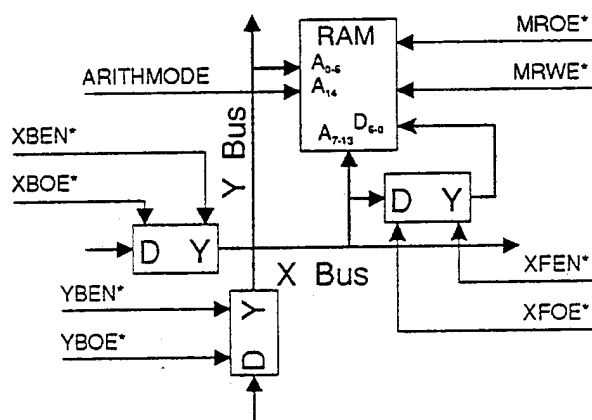 RAM
MROE*
A0-6
ARITHMODE
A14
MRWE*
A7-13
D6-0
XBEN*
XBOE*
Y Bus
D Y
D Y
X Bus
XFEN*
XFOE*
YBEN*
YBOE*
D Y